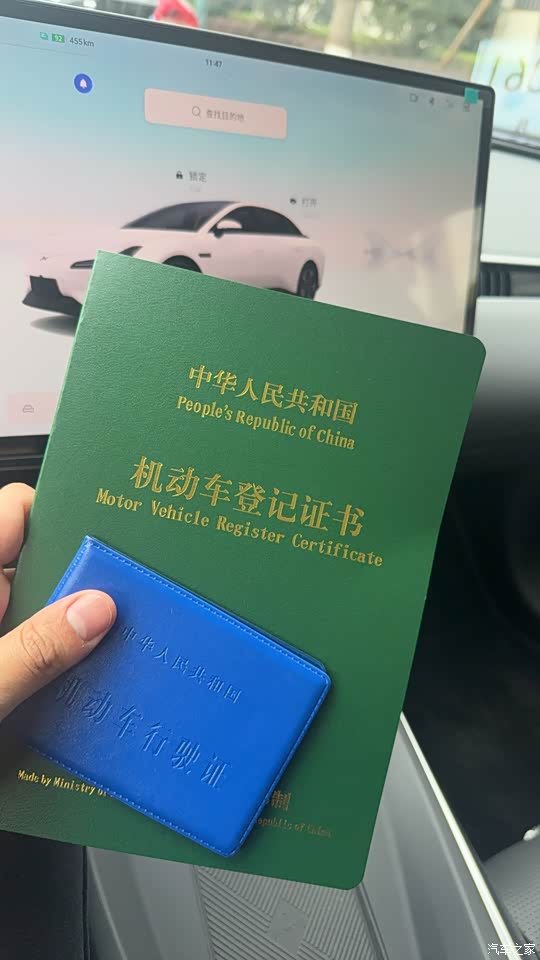 92 455km
11:47
查找目的地
锁定
打开
中华人民共和国
People's Republic of China
机动车登记证书
Motor Vehicle Register Certificate
中华人民共和国
机动车行驶证
Made by Ministry of
制
Republic of China
汽车之家